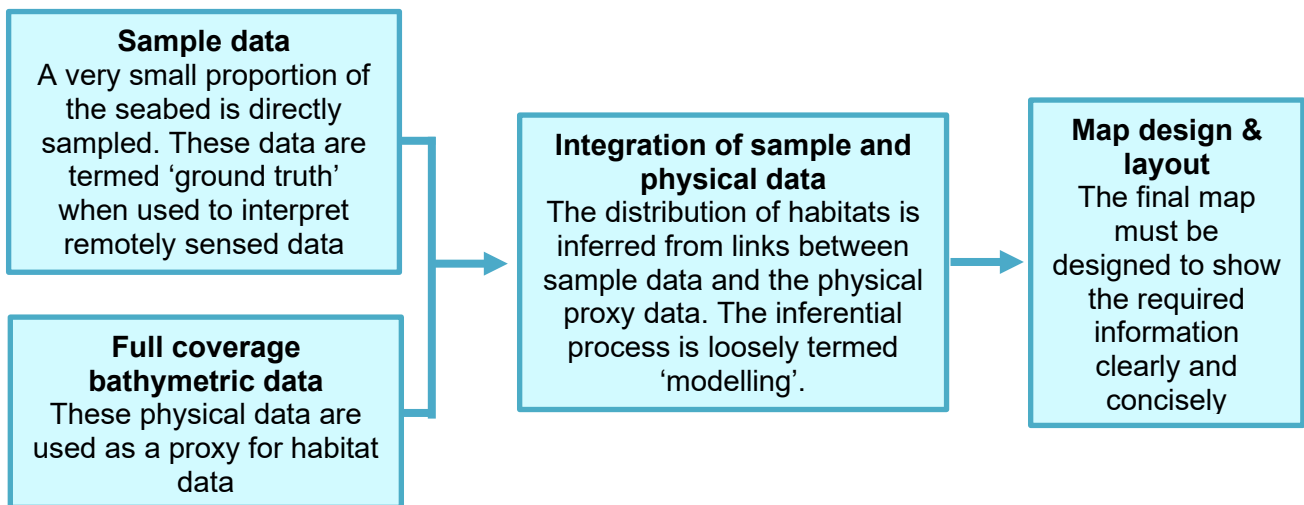 Sample data
A very small proportion of
the seabed is directly
sampled. These data are
termed ‘ground truth’
when used to interpret
remotely sensed data
Full coverage
bathymetric data
These physical data are
used as a proxy for habitat
data
Integration of sample and
physical data
The distribution of habitats is
inferred from links between
sample data and the physical
proxy data. The inferential
process is loosely termed
‘modelling’.
Map design &
layout
The final map
must be
designed to show
the required
information
clearly and
concisely